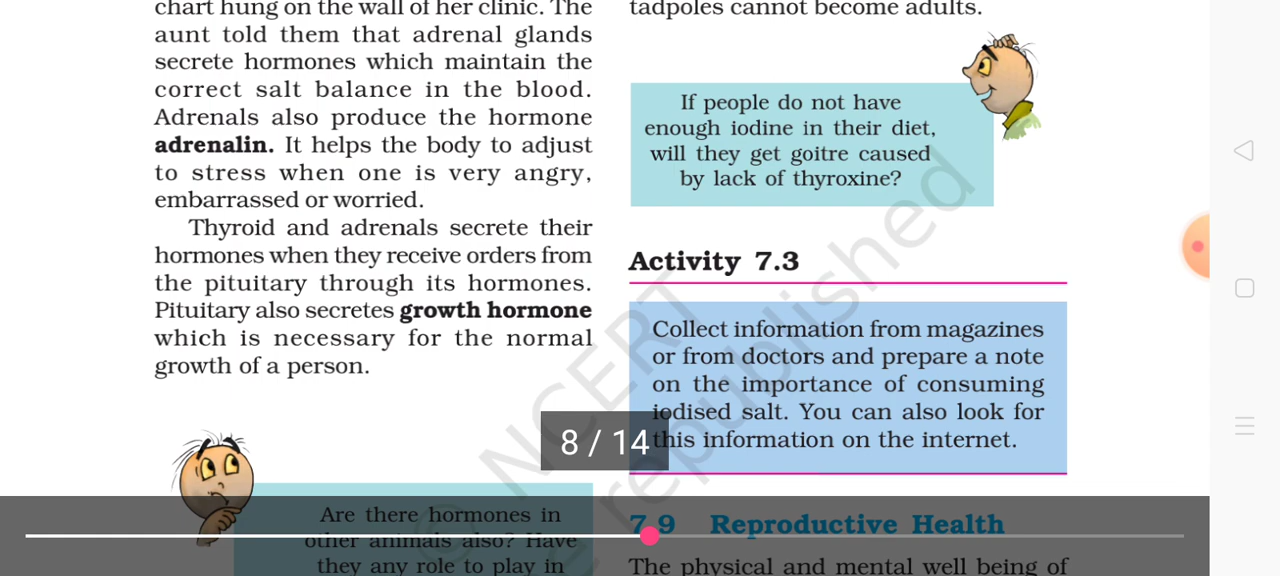 chart hung on the wall of her clinic. The
aunt told them that adrenal glands
secrete hormones which maintain the
correct salt balance in the blood.
Adrenals also produce the hormone
adrenalin. It helps the body to adjust
to stress when one is very angry,
embarrassed or worried.
Thyroid and adrenals secrete their
hormones when they receive orders from
the pituitary through its hormones.
Pituitary also secretes growth hormone
which is necessary for the normal
growth of a person.
Are there hormones in
other animals also? Have
they any role to play in
tadpoles cannot become adults.
If people do not have
enough iodine in their diet,
will they get goitre caused
by lack of thyroxine?
Activity 7.3
Collect information from magazines
or from doctors and prepare a note
on the importance of consuming
iodised salt. You can also look for
this information on the internet.
7.9 Reproductive Health
The physical and mental well being of
8 / 14
© NCERT
republished